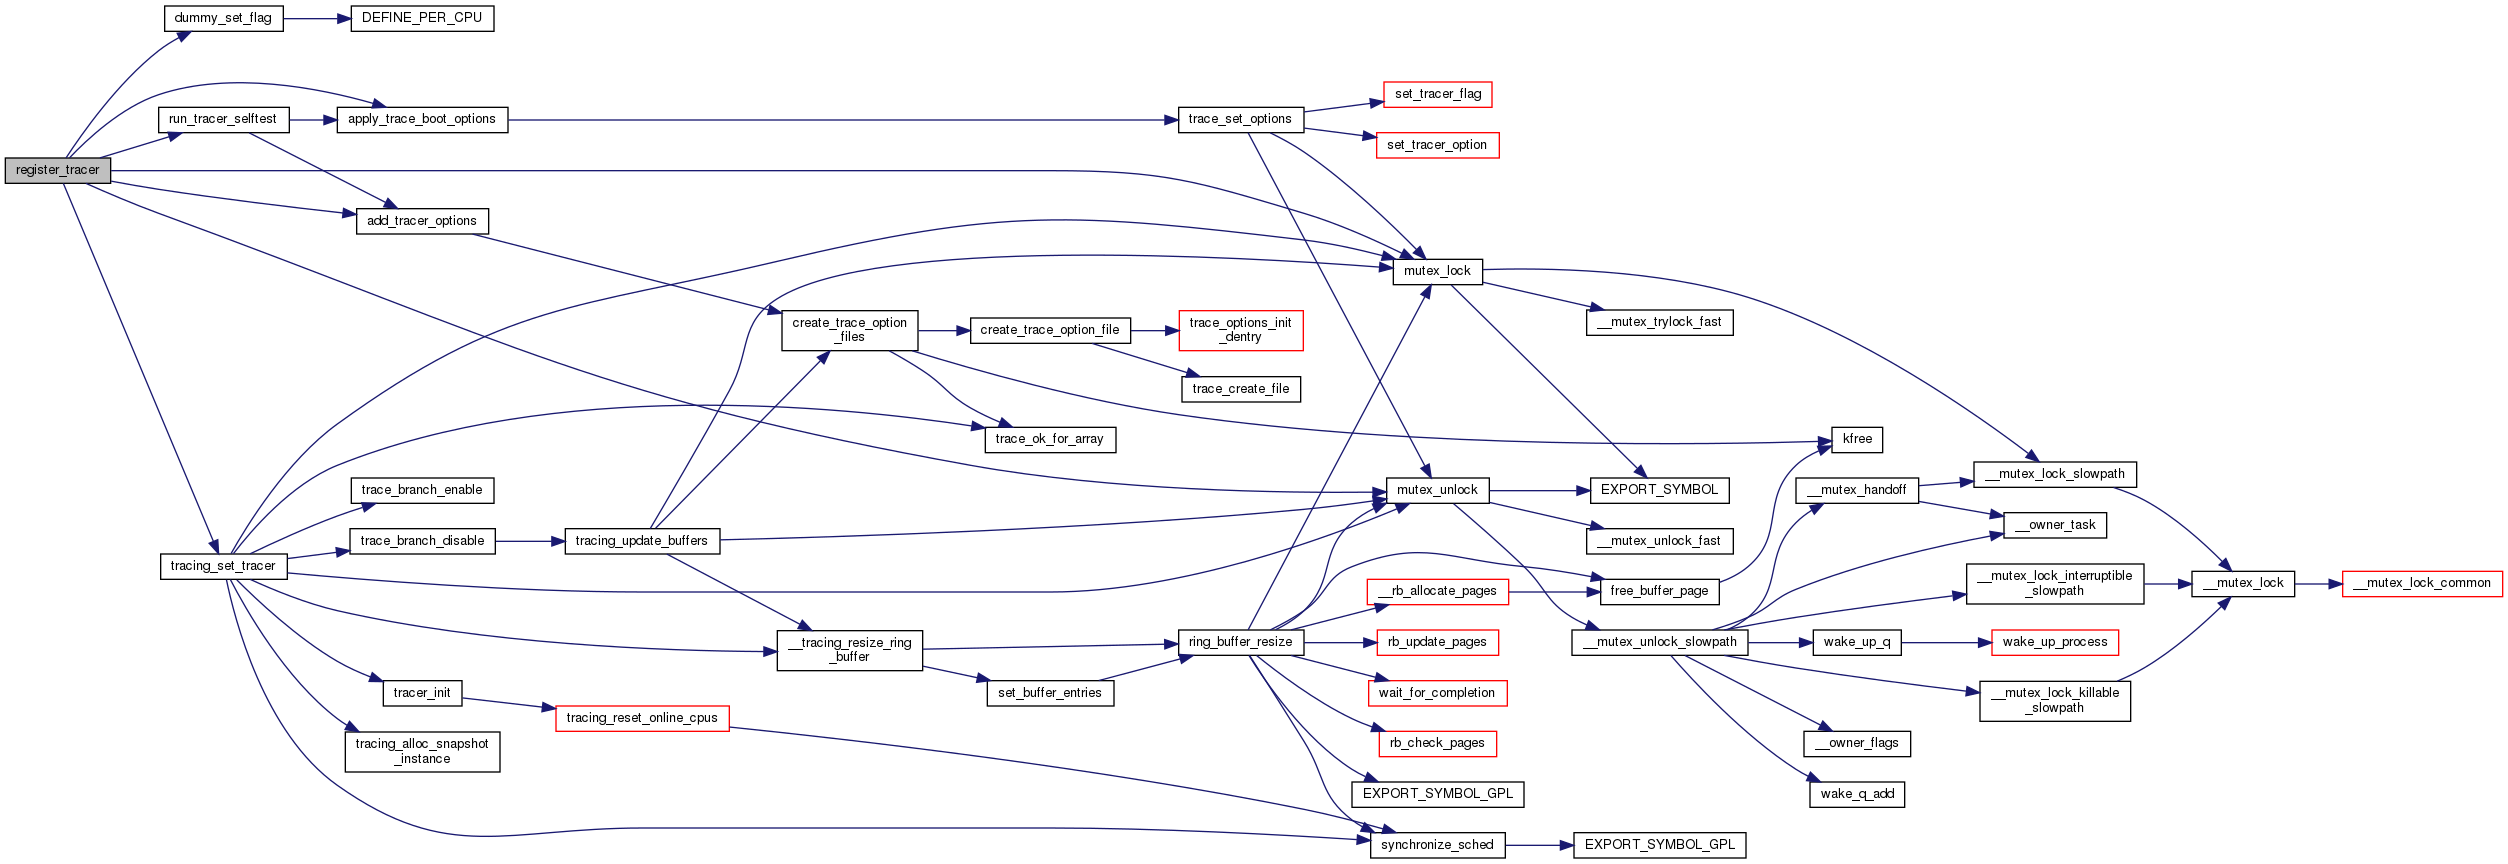 dummy_set_flag
DEFINE_PER_CPU
set_tracer_flag
run_tracer_selftest
apply_trace_boot_options
trace_set_options
set_tracer_option
register_tracer
add_tracer_options
mutex_lock
create_trace_option
_files
create_trace_option_file
trace_options_init
_dentry
__mutex_trylock_fast
trace_create_file
trace_ok_for_array
kfree
__mutex_lock_slowpath
trace_branch_enable
mutex_unlock
EXPORT_SYMBOL
__mutex_handoff
__owner_task
trace_branch_disable
tracing_update_buffers
__mutex_unlock_fast
tracing_set_tracer
__rb_allocate_pages
free_buffer_page
__mutex_lock_interruptible
_slowpath
__mutex_lock
__mutex_lock_common
__tracing_resize_ring
_buffer
ring_buffer_resize
rb_update_pages
__mutex_unlock_slowpath
wake_up_q
wake_up_process
tracer_init
set_buffer_entries
wait_for_completion
__mutex_lock_killable
_slowpath
tracing_reset_online_cpus
tracing_alloc_snapshot
_instance
rb_check_pages
__owner_flags
EXPORT_SYMBOL_GPL
wake_q_add
synchronize_sched
EXPORT_SYMBOL_GPL